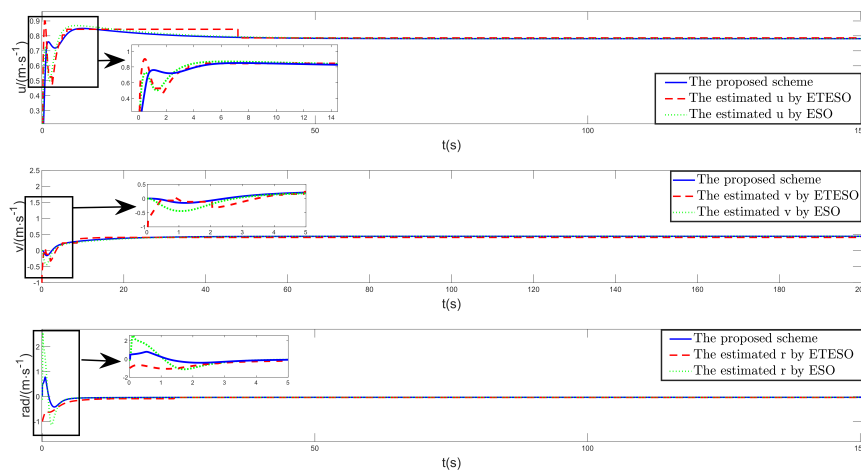 0.9
0.8
0.7
0.6
0.5
0.4
0.3
u/(m·s⁻¹)
1
0.8
0.6
0.4
0 2 4 6 8 10 12 14
The proposed scheme
The estimated u by ETESO
The estimated u by ESO
0 50 100 150
t(s)
2.5
2
1.5
1
0.5
0
-0.5
-1
v/(m·s⁻¹)
0.5
0
-0.5
-1
0 1 2 3 4 5
The proposed scheme
The estimated v by ETESO
The estimated v by ESO
0 20 40 60 80 100 120 140 160 180 200
t(s)
2
1
0
-1
rad/(m·s⁻¹)
2
0
-2
0 1 2 3 4 5
The proposed scheme
The estimated r by ETESO
The estimated r by ESO
0 50 100 150
t(s)